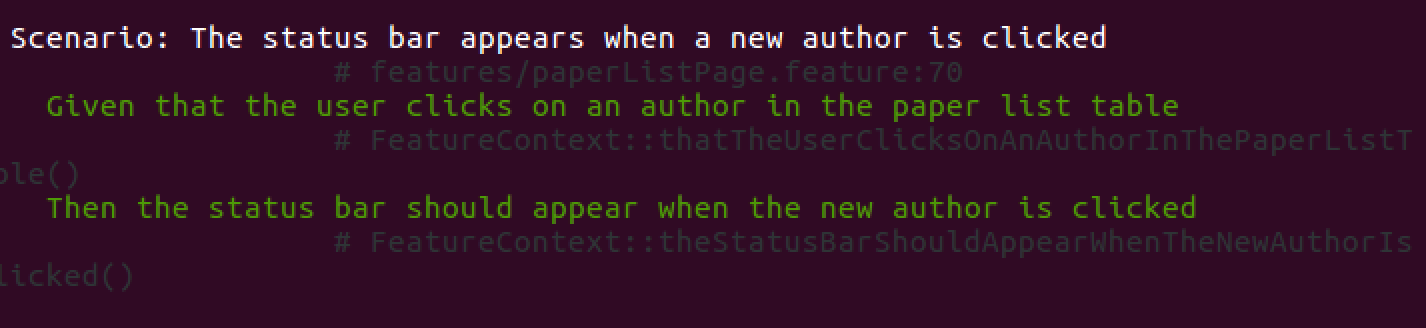 Scenario: The status bar appears when a new author is clicked
# features/paperListPage.feature:70
Given that the user clicks on an author in the paper list table
# FeatureContext::thatTheUserClicksOnAnAuthorInThePaperListT
ble()
Then the status bar should appear when the new author is clicked
# FeatureContext::theStatusBarShouldAppearWhenTheNewAuthorIs
licked()